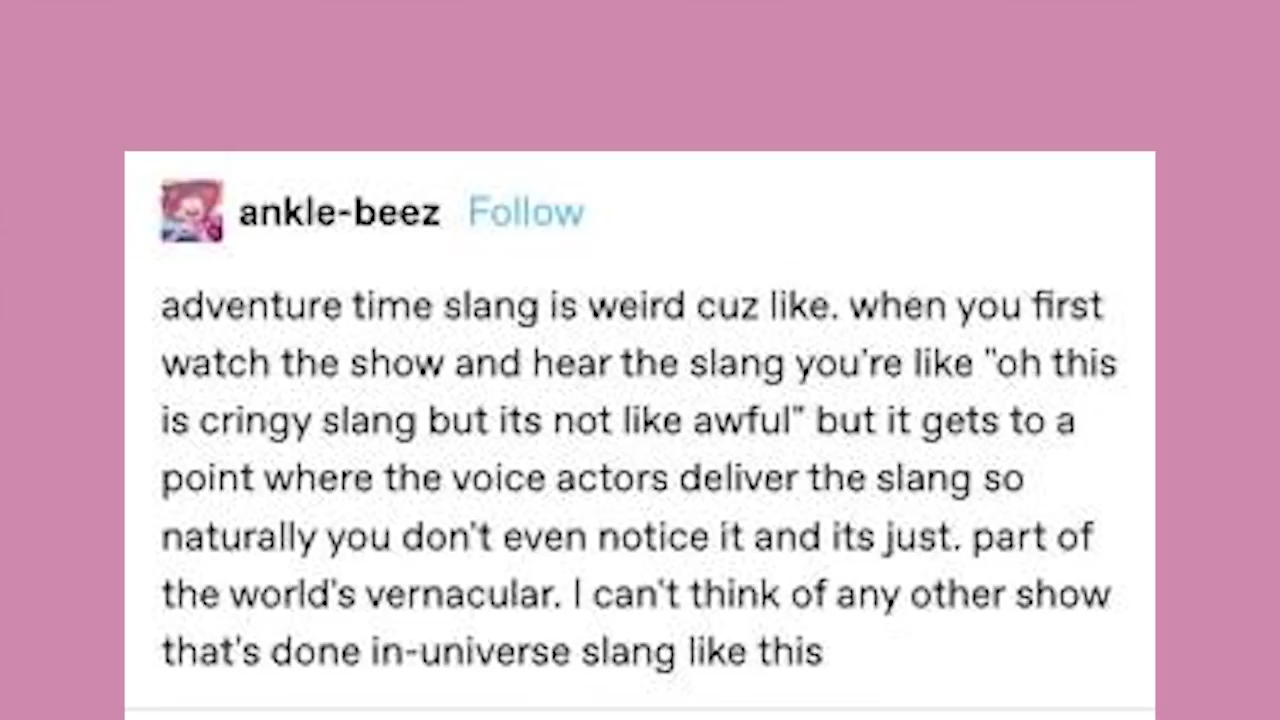 ankle-beez Follow
adventure time slang is weird cuz like. when you first
watch the show and hear the slang you're like "oh this
is cringy slang but its not like awful" but it gets to a
point where the voice actors deliver the slang so
naturally you don't even notice it and its just. part of
the world's vernacular. I can't think of any other show
that's done in-universe slang like this